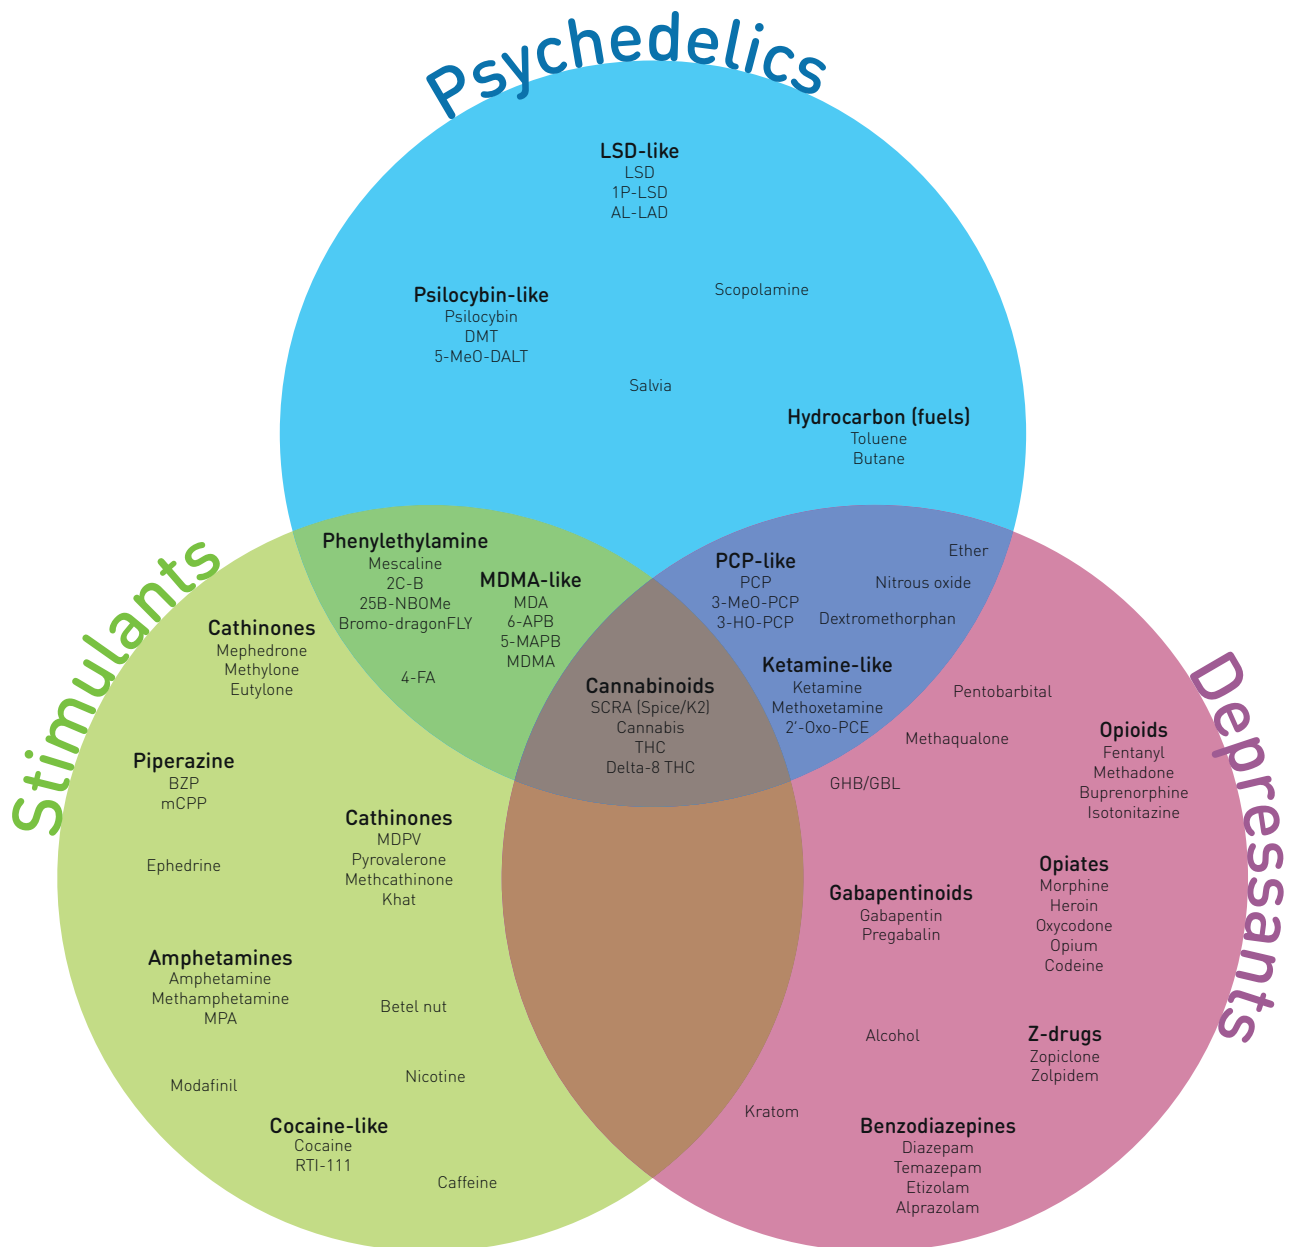 Psychedelics
LSD-like
LSD
1P-LSD
AL-LAD
Scopolamine
Psilocybin-like
Psilocybin
DMT
5-MeO-DALT
Salvia
Hydrocarbon (fuels)
Toluene
Butane
Stimulants
Phenylethylamine
Mescaline
2C-B
25B-NBOMe
Bromo-dragonFLY
4-FA
MDMA-like
MDA
6-APB
5-MAPB
MDMA
PCP-like
PCP
3-MeO-PCP
3-HO-PCP
Ether
Nitrous oxide
Dextromethorphan
Ketamine-like
Ketamine
Methoxetamine
2’-Oxo-PCE
Cannabinoids
SCRA (Spice/K2)
Cannabis
THC
Delta-8 THC
Cathinones
Mephedrone
Methylone
Eutylone
Piperazine
BZP
mCPP
Ephedrine
Cathinones
MDPV
Pyrovalerone
Methcathinone
Khat
Amphetamines
Amphetamine
Methamphetamine
MPA
Betel nut
Modafinil
Nicotine
Cocaine-like
Cocaine
RTI-111
Caffeine
Depressants
Pentobarbital
Methaqualone
GHB/GBL
Opioids
Fentanyl
Methadone
Buprenorphine
Isotonitazine
Gabapentinoids
Gabapentin
Pregabalin
Opiates
Morphine
Heroin
Oxycodone
Opium
Codeine
Alcohol
Z-drugs
Zopiclone
Zolpidem
Kratom
Benzodiazepines
Diazepam
Temazepam
Etizolam
Alprazolam